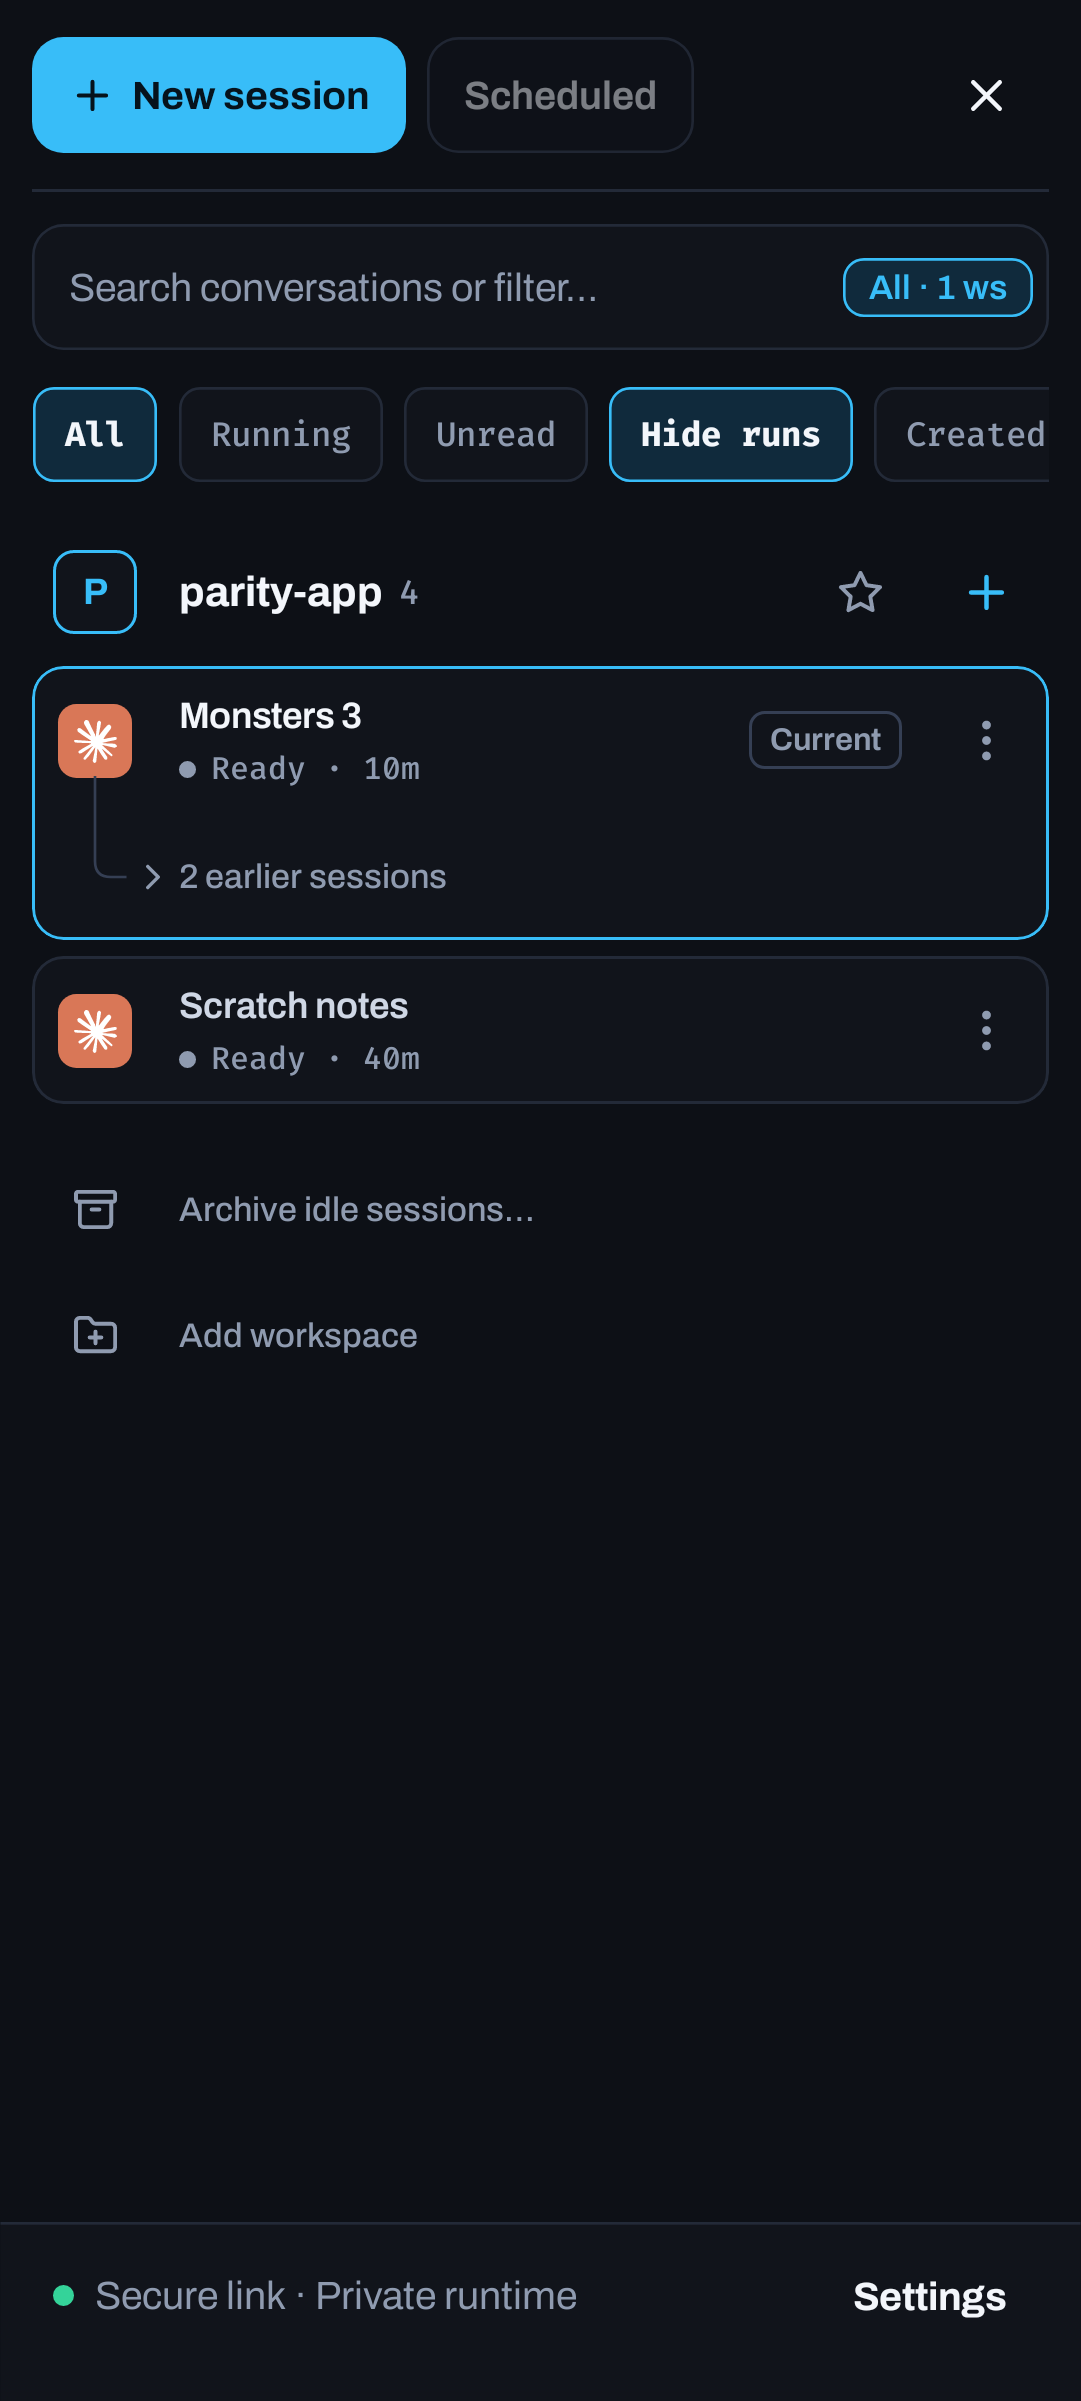 New session
Scheduled
Search conversations or filter...
All · 1 ws
All
Running
Unread
Hide runs
Created
P
parity-app 4
Monsters 3
Current
Ready · 10m
2 earlier sessions
Scratch notes
Ready · 40m
Archive idle sessions...
Add workspace
Secure link · Private runtime
Settings